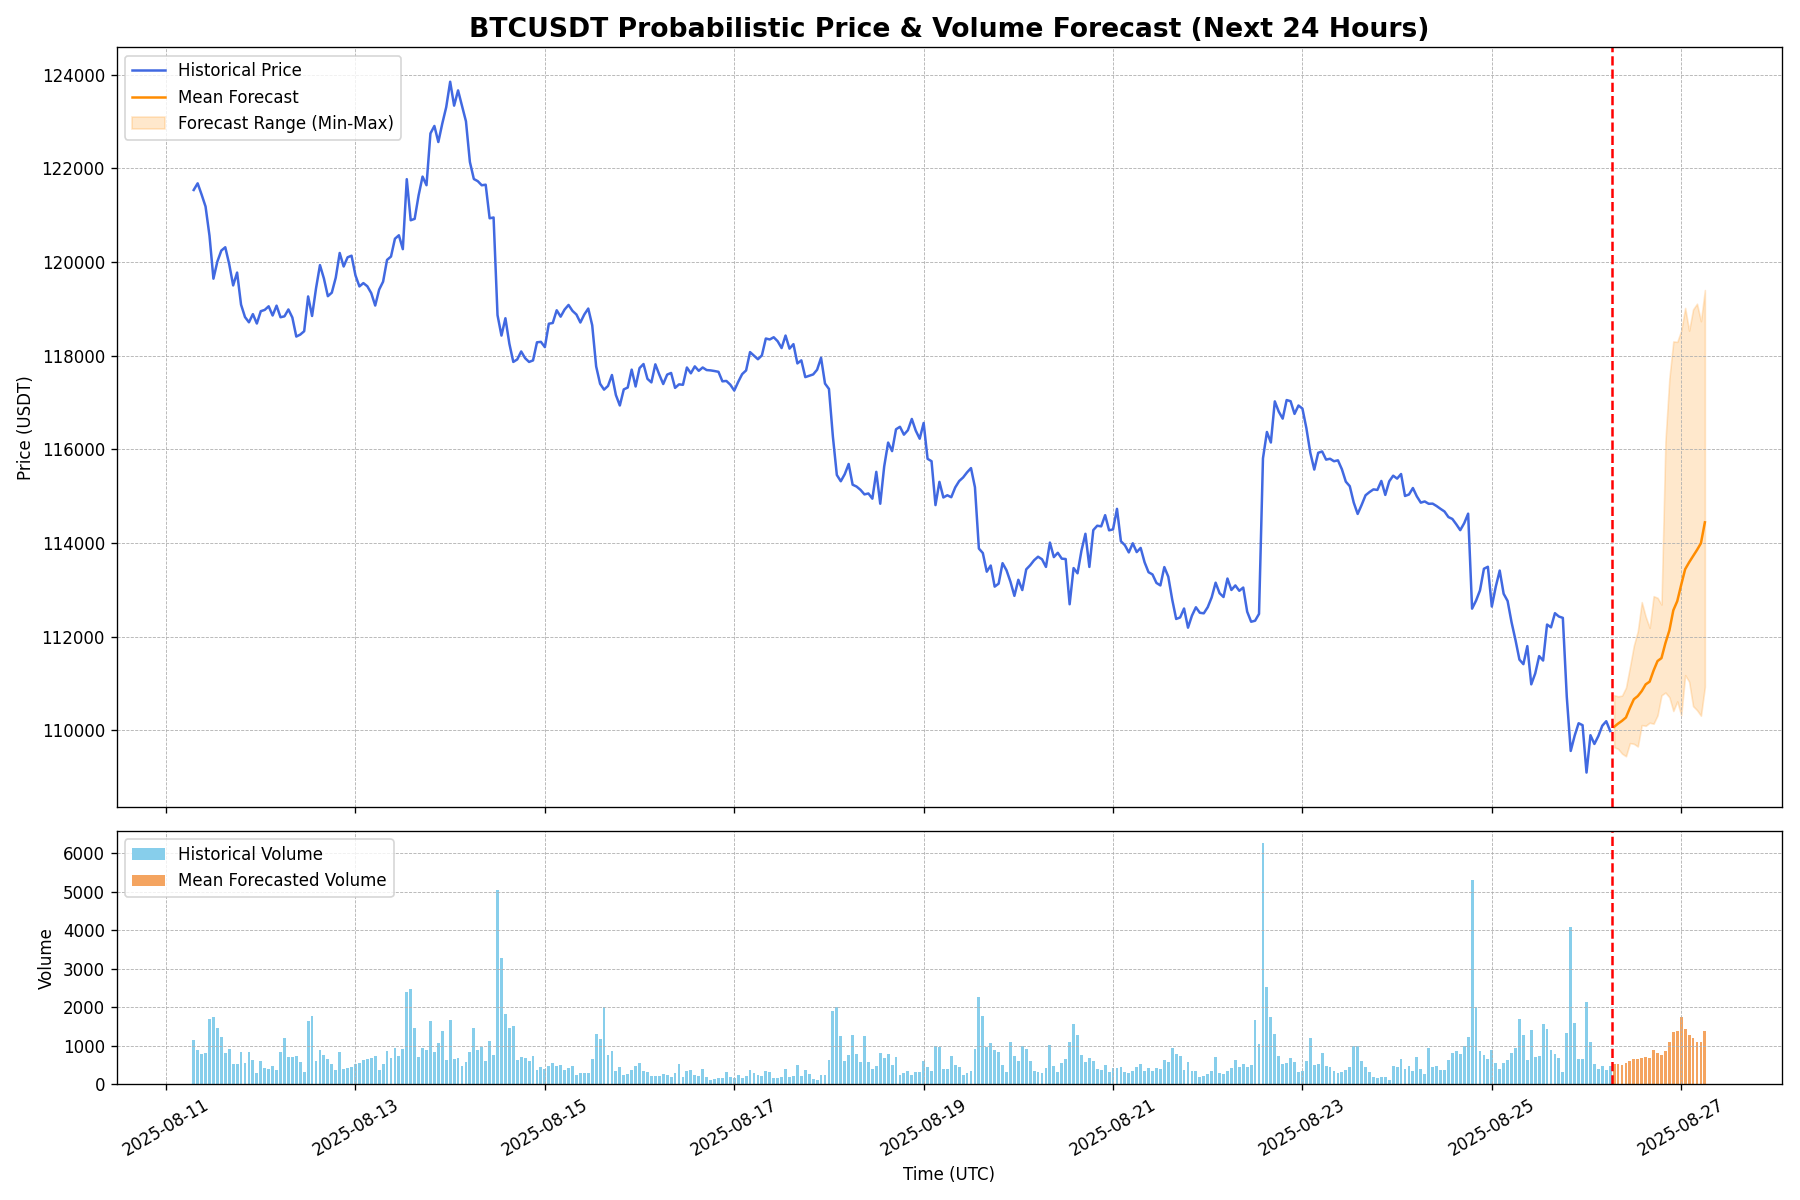 BTCUSDT Probabilistic Price & Volume Forecast (Next 24 Hours)
Historical Price
Mean Forecast
Forecast Range (Min-Max)
Price (USDT)
124000
122000
120000
118000
116000
114000
112000
110000
Historical Volume
Mean Forecasted Volume
Volume
6000
5000
4000
3000
2000
1000
0
2025-08-11
2025-08-13
2025-08-15
2025-08-17
2025-08-19
2025-08-21
2025-08-23
2025-08-25
2025-08-27
Time (UTC)